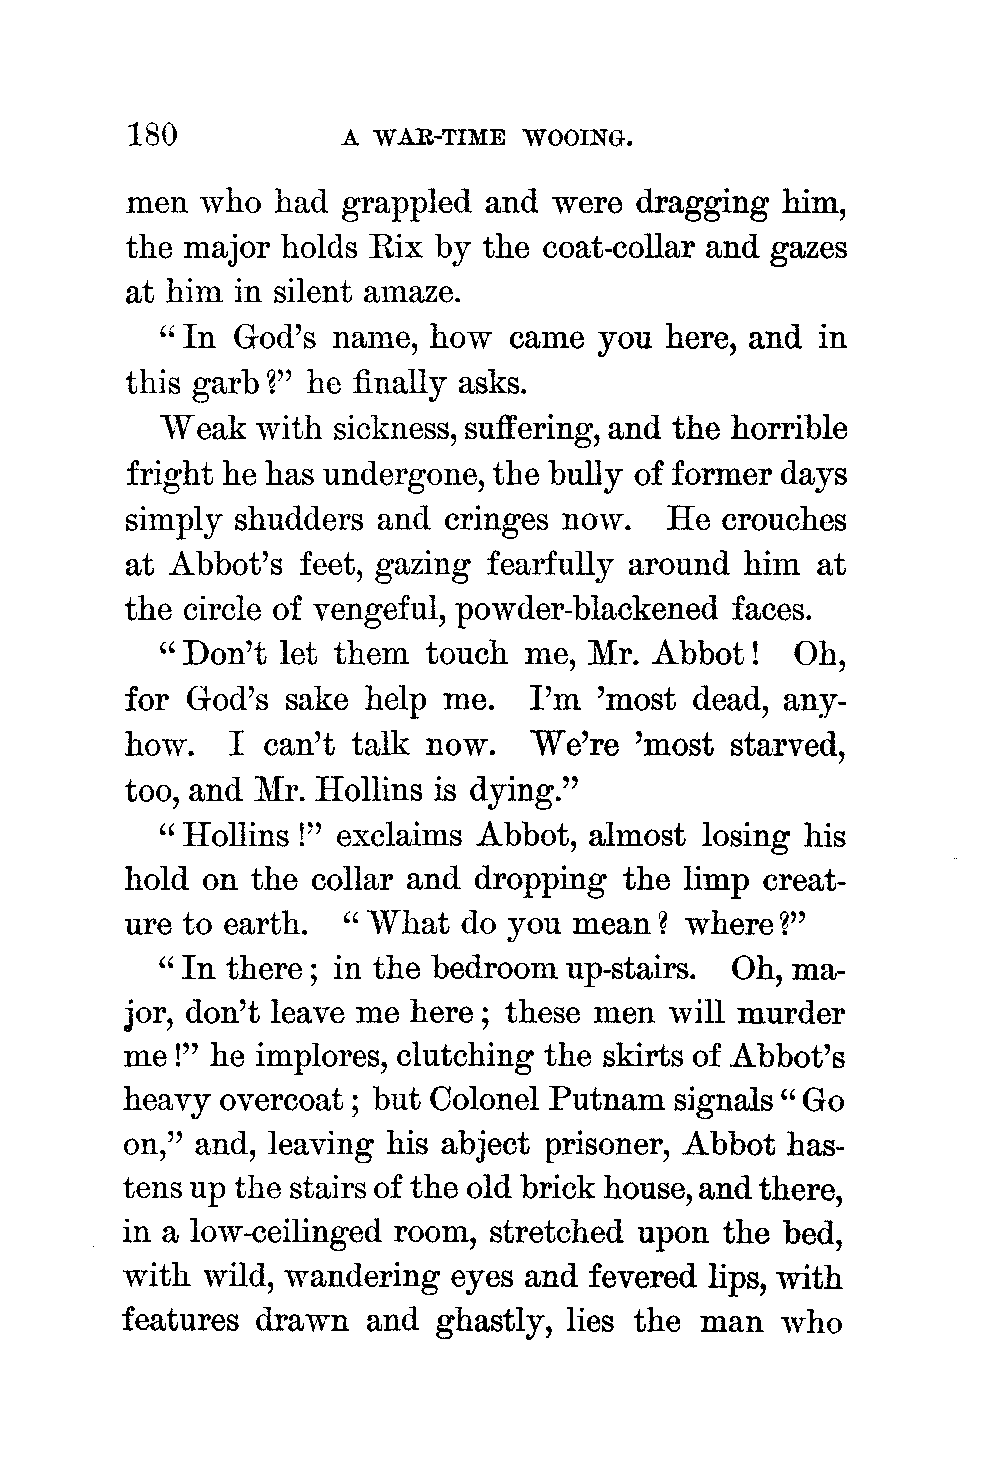 180 A WAR-TIME WOOING.
men who had grappled and were dragging him,
the major holds Rix by the coat-collar and gazes
at him in silent amaze.
“In God’s name, how came you here, and in
this garb?” he finally asks.
Weak with sickness, suffering, and the horrible
fright he has undergone, the bully of former days
simply shudders and cringes now. He crouches
at Abbot’s feet, gazing fearfully around him at
the circle of vengeful, powder-blackened faces.
“Don’t let them touch me, Mr. Abbot! Oh,
for God’s sake help me. I’m ’most dead, any-
how. I can’t talk now. We’re ’most starved,
too, and Mr. Hollins is dying.”
“Hollins!” exclaims Abbot, almost losing his
hold on the collar and dropping the limp creat-
ure to earth. “What do you mean? where?”
“In there; in the bedroom up-stairs. Oh, ma-
jor, don’t leave me here; these men will murder
me!” he implores, clutching the skirts of Abbot’s
heavy overcoat; but Colonel Putnam signals “Go
on,” and, leaving his abject prisoner, Abbot has-
tens up the stairs of the old brick house, and there,
in a low-ceilinged room, stretched upon the bed,
with wild, wandering eyes and fevered lips, with
features drawn and ghastly, lies the man who